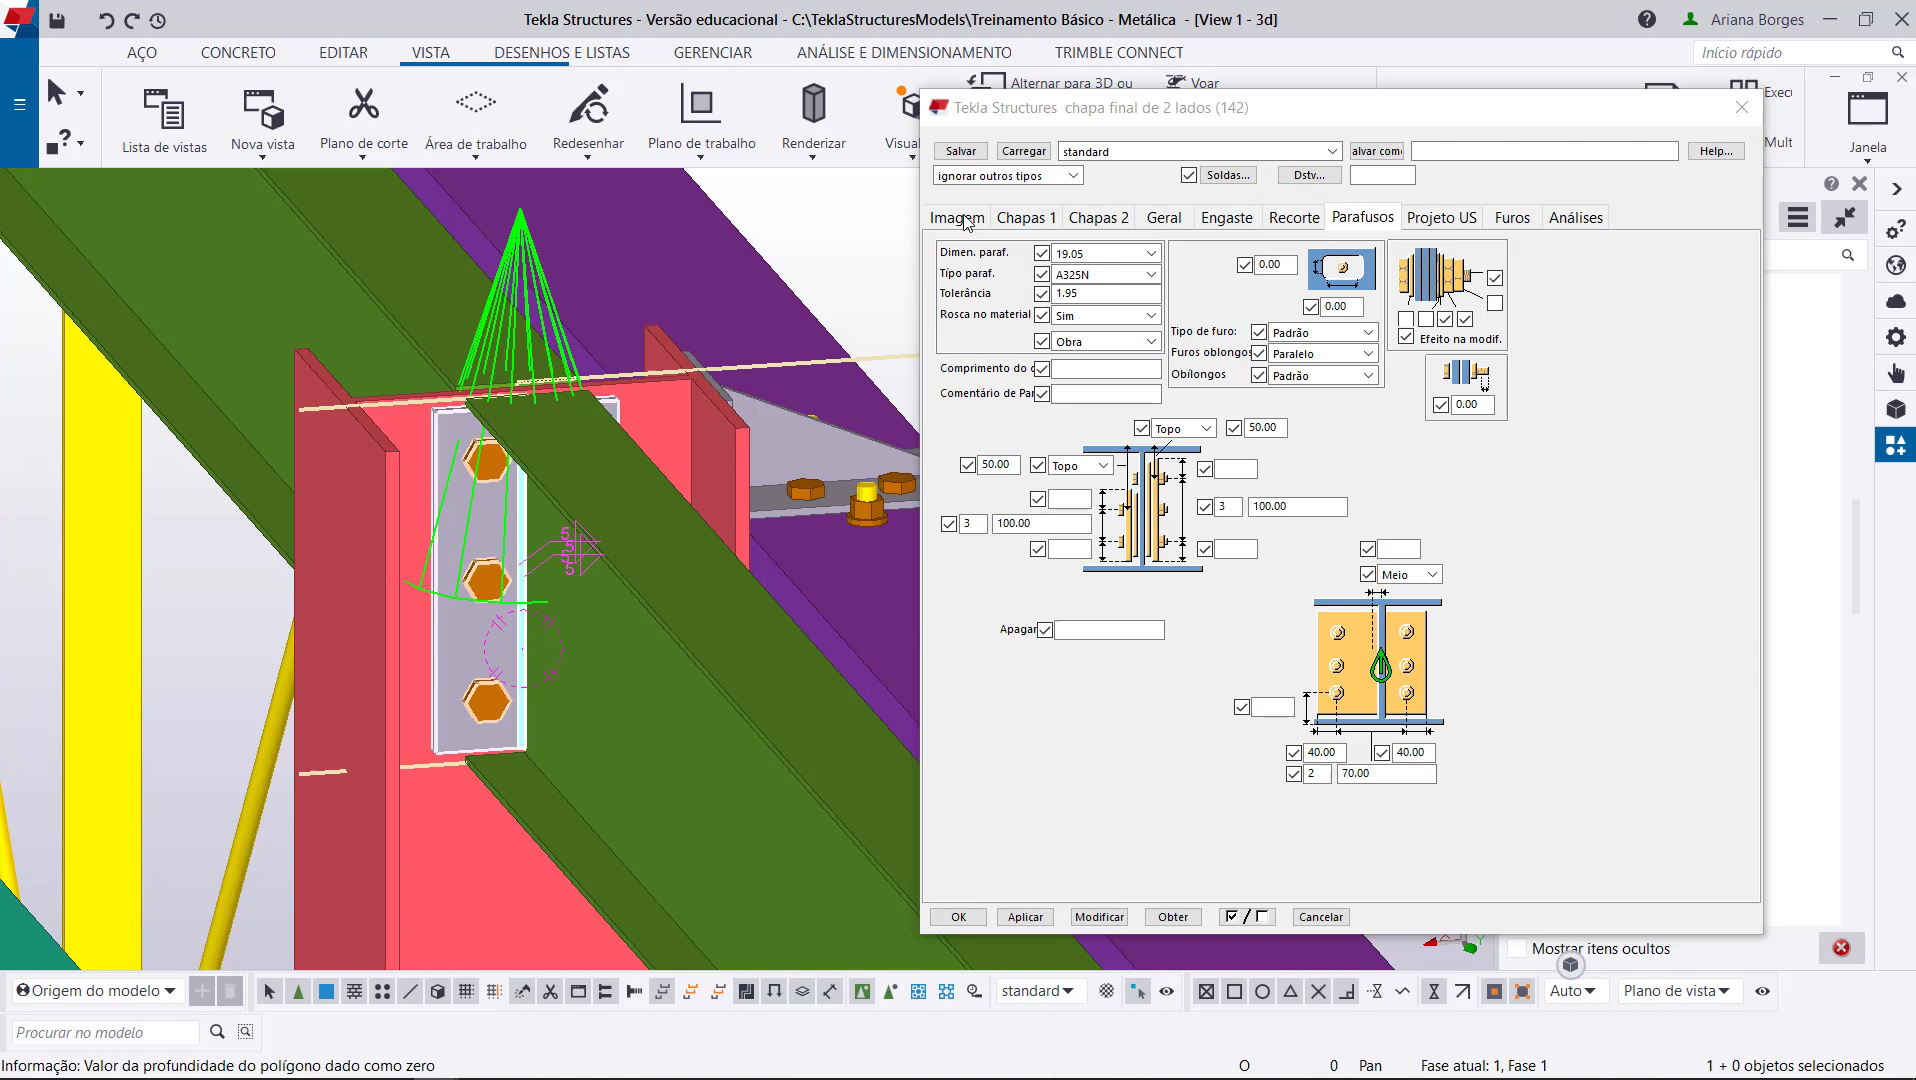 Tekla Structures - Versão educacional - C:\TeklaStructuresModels\Treinamento Básico - Metálica - [View 1 - 3d]
Ariana Borges
AÇO CONCRETO EDITAR VISTA DESENHOS E LISTAS GERENCIAR ANÁLISE E DIMENSIONAMENTO TRIMBLE CONNECT
Início rápido
Alternar para 3D ou
Voar
Lista de vistas
Nova vista
Plano de corte
Área de trabalho
Redesenhar
Plano de trabalho
Renderizar
Visual
Execu
Mult
Janela
Tekla Structures chapa final de 2 lados (142)
Salvar Carregar standard alvar com Help...
ignorar outros tipos Soldas... Dstv...
Imagem Chapas 1 Chapas 2 Geral Engaste Recorte Parafusos Projeto US Furos Análises
Dimen. paraf. 19.05
Típo paraf. A325N
Tolerância 1.95
Rosca no material Sim
Obra
Comprimento do c
Comentário de Par
0.00
0.00
Tipo de furo: Padrão
Furos oblongos Paralelo
Obílongos Padrão
Efeito na modif.
0.00
Topo 50.00
50.00 Topo
3 100.00
3 100.00
Meio
Apagar
40.00 40.00
2 70.00
OK Aplicar Modificar Obter / Cancelar
5
5
5
Mostrar itens ocultos
Origem do modelo
standard
Auto
Plano de vista
Procurar no modelo
Informação: Valor da profundidade do polígono dado como zero
O 0 Pan Fase atual: 1, Fase 1 1 + 0 objetos selecionados